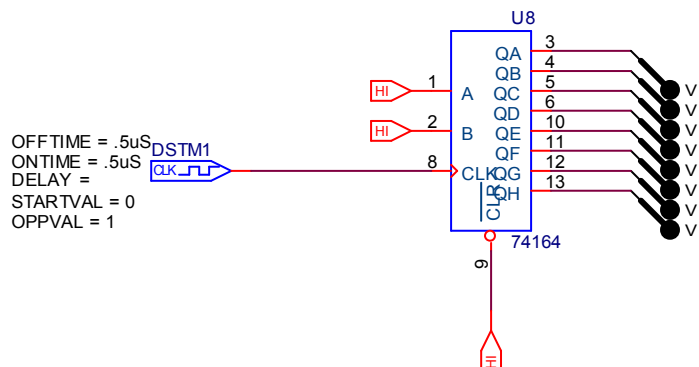 U8
3
QA
4
QB
1
HI
A
5
QC
6
QD
2
HI
B
10
QE
OFFTIME = .5uS
DSTM1
11
QF
ONTIME = .5uS
CLK
8
CLK
12
QG
DELAY =
13
QH
STARTVAL = 0
CLR
OPPVAL = 1
74164
9
HI
V
V
V
V
V
V
V
V